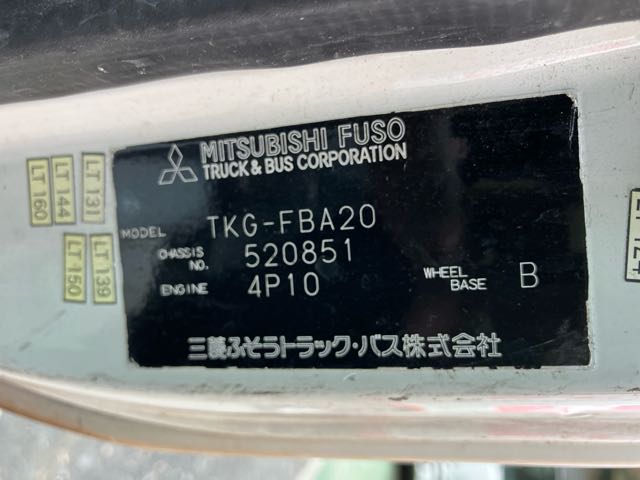 MITSUBISHI FUSO
TRUCK & BUS CORPORATION
MODEL TKG-FBA20
CHASSIS NO. 520851
ENGINE 4P10
WHEEL BASE B
三菱ふそうトラック・バス株式会社
LT 131
LT 144
LT 160
LT 139
LT 150